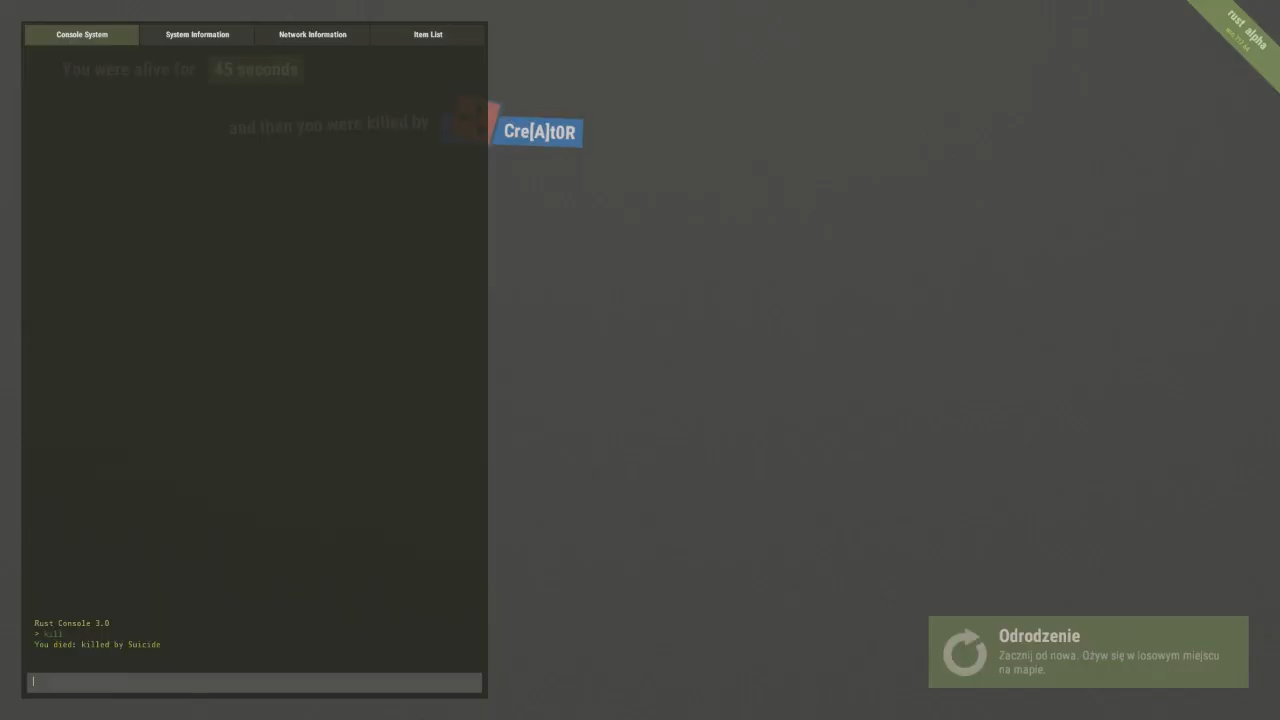 Console System
System Information
Network Information
Item List
rust alpha
You were alive for 45 seconds
and than you were killed by Cre[A]t0R
Rust Console 3.0
> kill
You died: killed by Suicide
Odrodzenie
Zacznij od nowa. Ożyw się w losowym miejscu
na mapie.